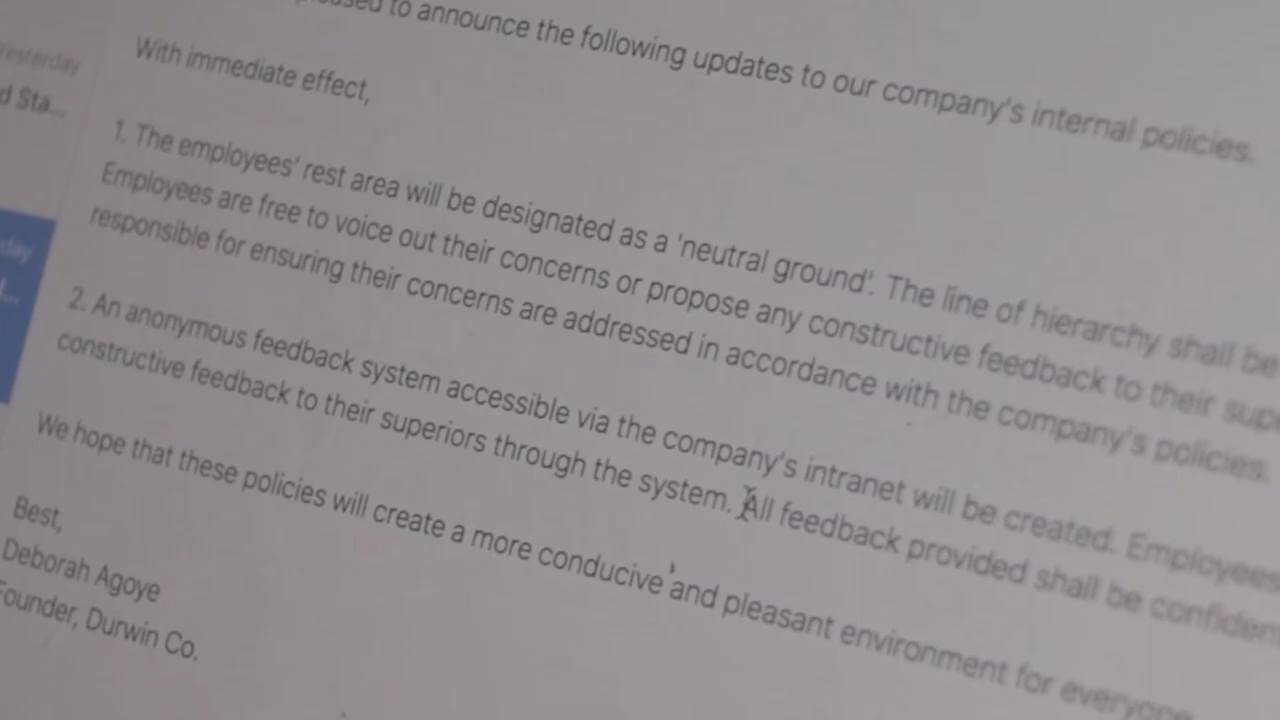 to announce the following updates to our company's internal policies.
With immediate effect,
1. The employees' rest area will be designated as a 'neutral ground'. The line of hierarchy shall be
Employees are free to voice out their concerns or propose any constructive feedback to their
responsible for ensuring their concerns are addressed in accordance with the company's policies.
2. An anonymous feedback system accessible via the company's intranet will be created. Employees
constructive feedback to their superiors through the system. All feedback provided shall be
We hope that these policies will create a more conducive and pleasant environment for everyone
Best,
Deborah Agoye
Founder, Durwin Co.
Yesterday
d Sta...
day